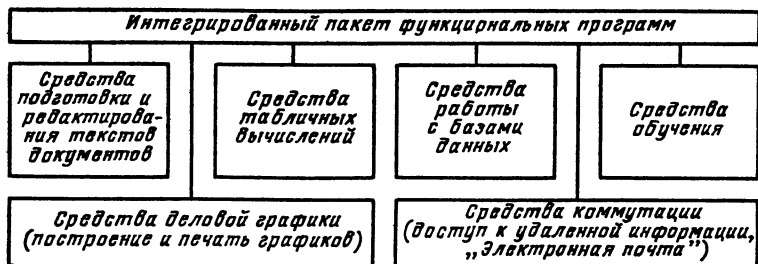 Интегрированный пакет функцирнальных программ
Средства
подготовки и
редактирова-
ния текстов
документов
Средства
табличных
вычислений
Средства
работы
с базами
данных
Средства
обучения
Средства деловой графики
(построение и печать графиков)
Средства коммутации
(доступ к удаленной информации,
„Электронная почта”)